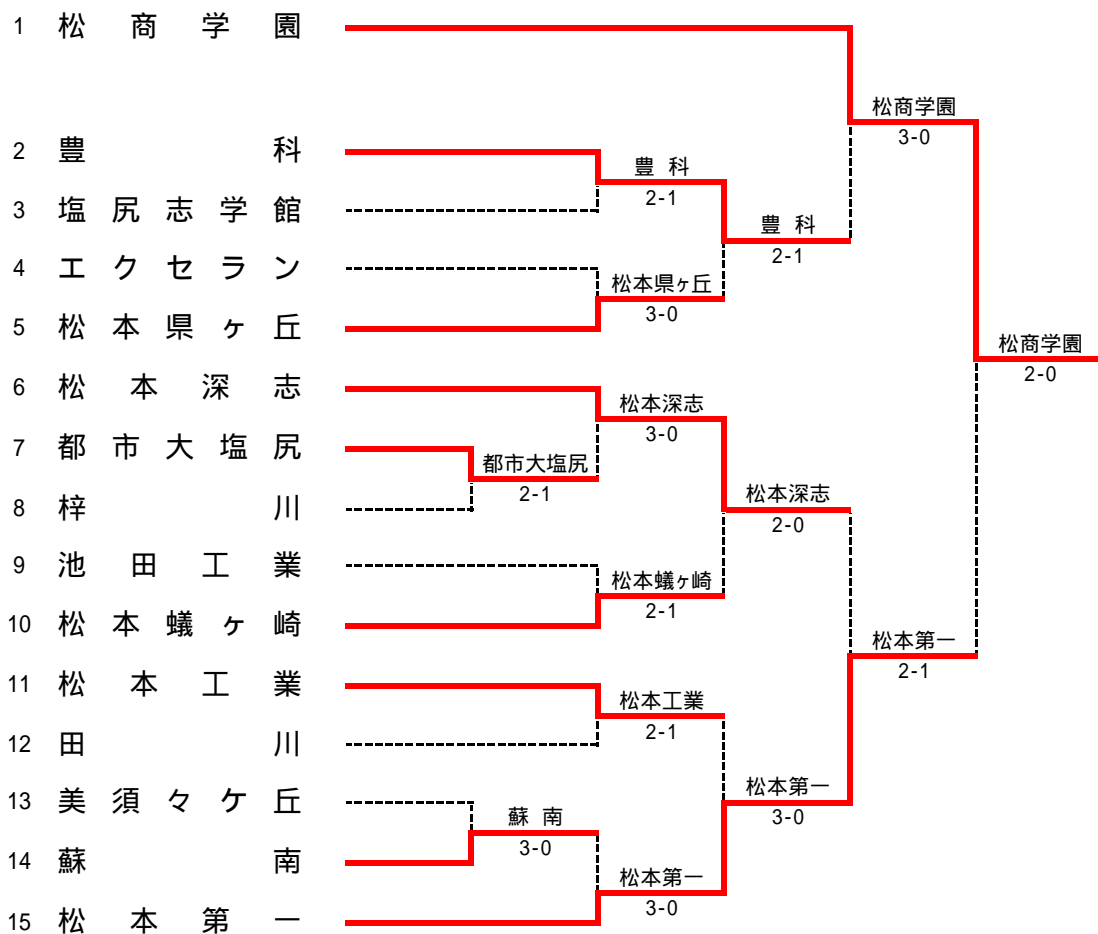 1 松商学園
松商学園
3-0
2 豊科
豊科
2-1
3 塩尻志学館
豊科
2-1
4 エクセラン
松本県ヶ丘
3-0
5 松本県ヶ丘
松商学園
2-0
6 松本深志
松本深志
3-0
7 都市大塩尻
都市大塩尻
2-1
8 梓川
松本深志
2-0
9 池田工業
松本蟻ヶ崎
2-1
10 松本蟻ヶ崎
松本第一
2-1
11 松本工業
松本工業
2-1
12 田川
松本第一
3-0
13 美須々ケ丘
蘇南
3-0
14 蘇南
松本第一
3-0
15 松本第一